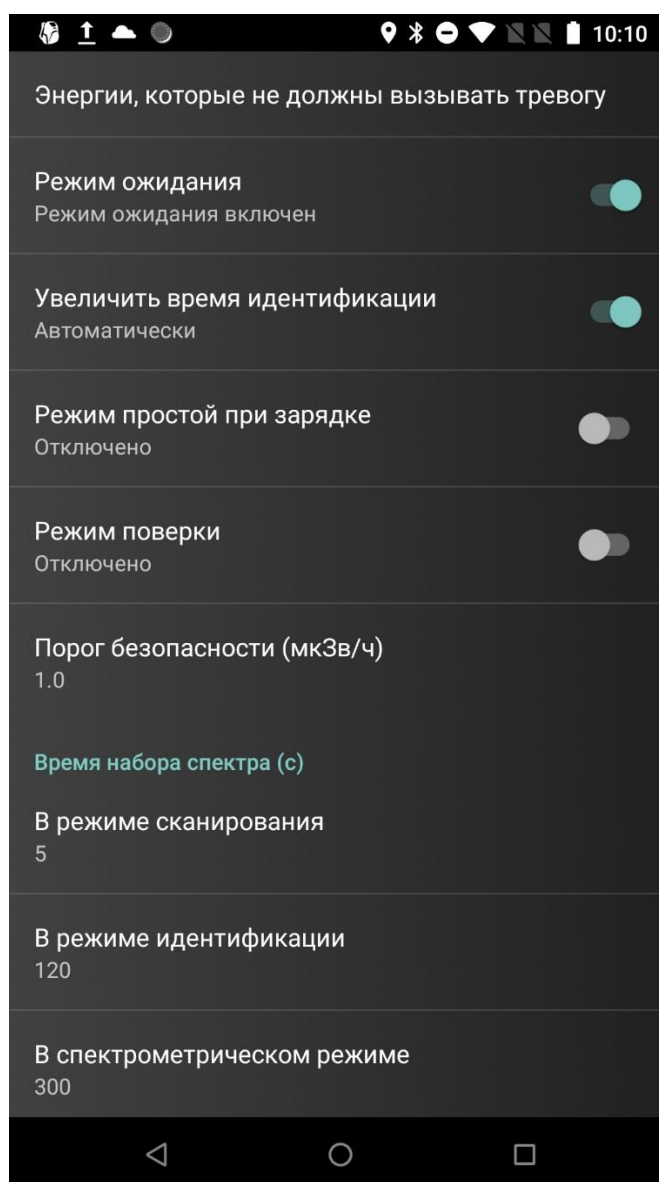 10:10
Энергии, которые не должны вызывать тревогу
Режим ожидания
Режим ожидания включен
Увеличить время идентификации
Автоматически
Режим простой при зарядке
Отключено
Режим поверки
Отключено
Порог безопасности (мкЗв/ч)
1.0
Время набора спектра (с)
В режиме сканирования
5
В режиме идентификации
120
В спектрометрическом режиме
300